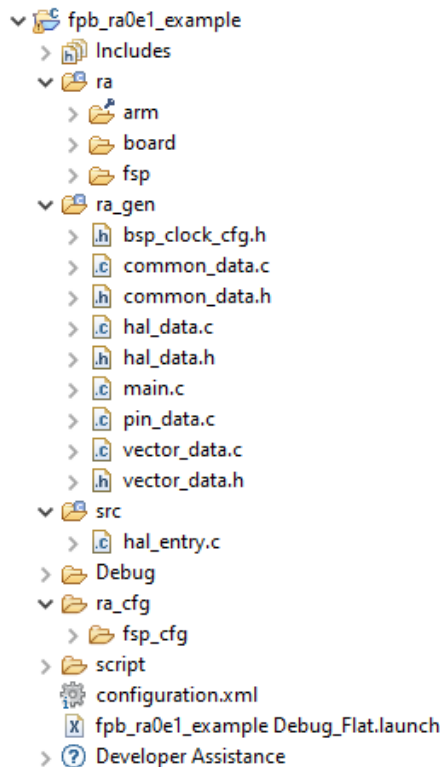 fpb_ra0e1_example
Includes
ra
arm
board
fsp
ra_gen
bsp_clock_cfg.h
common_data.c
common_data.h
hal_data.c
hal_data.h
main.c
pin_data.c
vector_data.c
vector_data.h
src
hal_entry.c
Debug
ra_cfg
fsp_cfg
script
configuration.xml
fpb_ra0e1_example Debug_Flat.launch
Developer Assistance